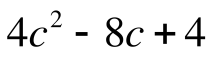 4c² - 8c + 4